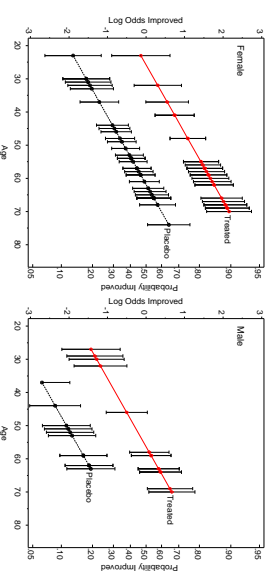 Log Odds Improved
-3 -2 -1 0 1 2 3
Female
20
30
40
50
60
70
80
Age
Treated
Placebo
.05 .10 .20 .30 .40 .50 .60 .70 .80 .90 .95
Probability Improved
Log Odds Improved
-3 -2 -1 0 1 2 3
Male
20
30
40
50
60
70
80
Age
Treated
Placebo
.05 .10 .20 .30 .40 .50 .60 .70 .80 .90 .95
Probability Improved